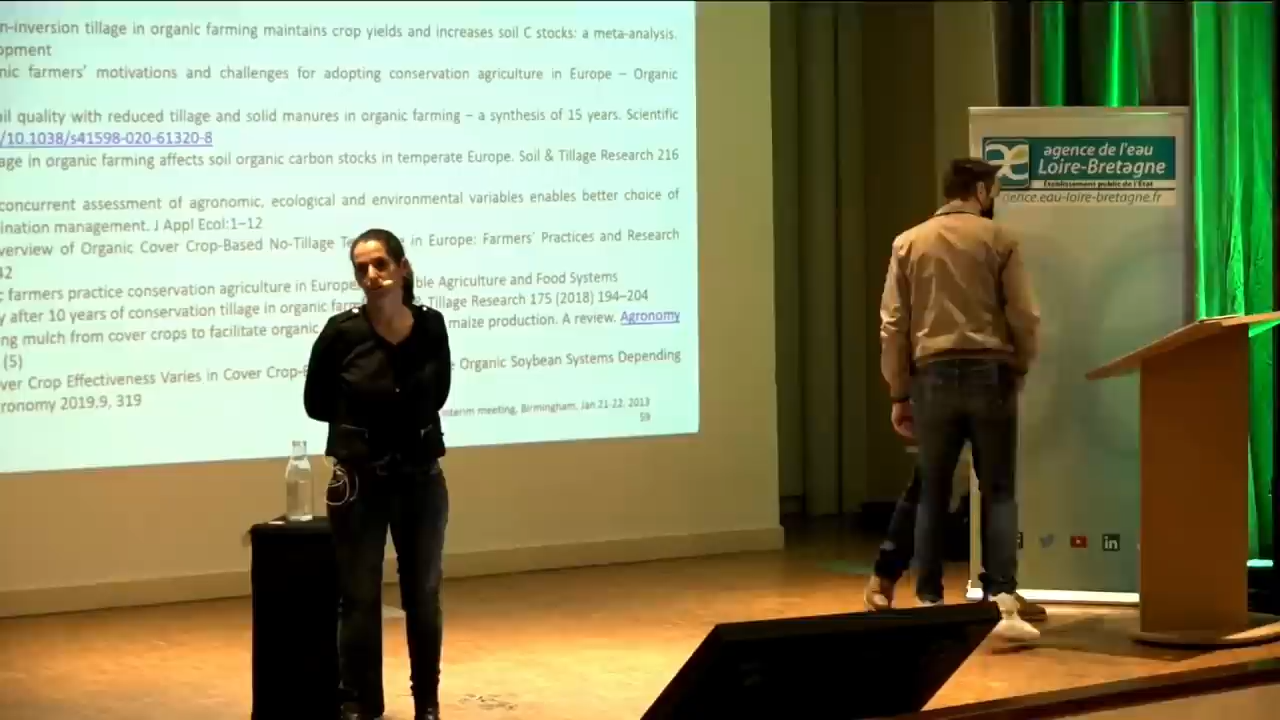 n-inversion tillage in organic farming maintains crop yields and increases soil C stocks: a meta-analysis.
opment
nic farmers' motivations and challenges for adopting conservation agriculture in Europe – Organic
il quality with reduced tillage and solid manures in organic farming – a synthesis of 15 years. Scientific
/10.1038/s41598-020-61320-8
age in organic farming affects soil organic carbon stocks in temperate Europe. Soil & Tillage Research 216
concurrent assessment of agronomic, ecological and environmental variables enables better choice of
ination management. J Appl Ecol:1–12
verview of Organic Cover Crop-Based No-Tillage Te in Europe: Farmers' Practices and Research
42
c farmers practice conservation agriculture in Europe ble Agriculture and Food Systems
y after 10 years of conservation tillage in organic farm & Tillage Research 175 (2018) 194–204
ng mulch from cover crops to facilitate organic maize production. A review. Agronomy
(5)
ver Crop Effectiveness Varies in Cover Crop- e Organic Soybean Systems Depending
ronomy 2019,9, 319
nterim meeting, Birmingham, Jan 21-22, 2013
59
agence de l'eau
Loire-Bretagne
Établissement public de l'État
ence.eau-loire-bretagne.fr
in